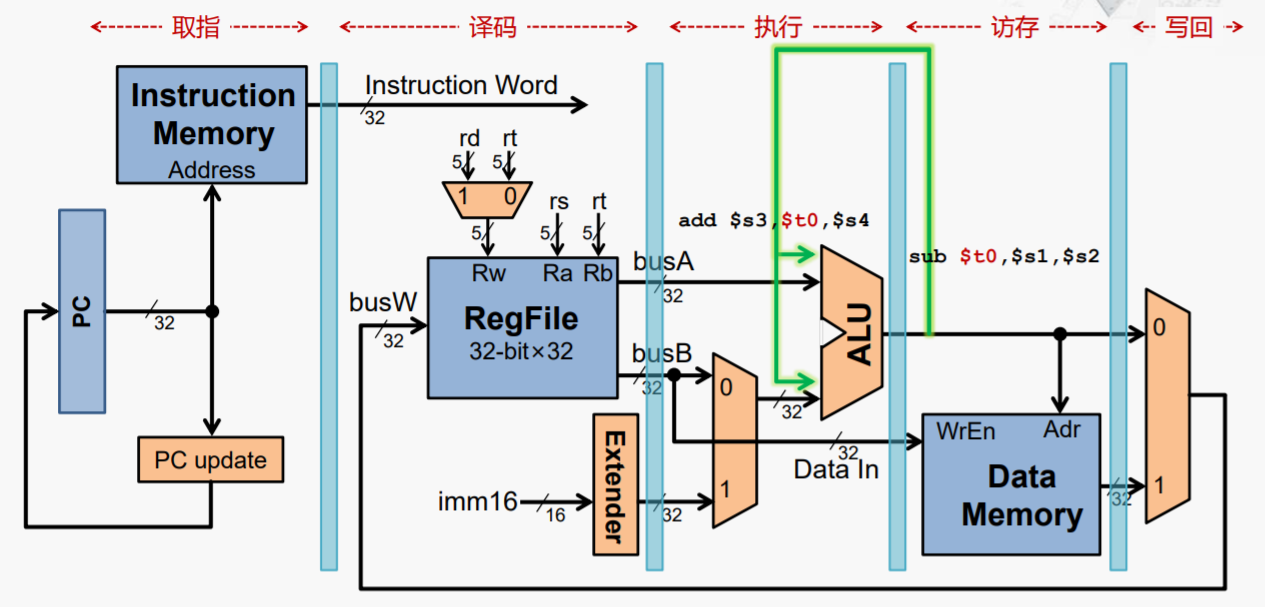 取指
译码
执行
访存
写回
Instruction
Memory
Address
Instruction Word
32
rd
rt
5
5
1
0
rs
rt
5
5
5
Rw
Ra
Rb
RegFile
32-bit×32
busW
32
busA
32
busB
32
PC
32
PC update
imm16
16
Extender
32
0
1
32
add $s3,$t0,$s4
ALU
sub $t0,$s1,$s2
32
Data In
WrEn
Adr
Data
Memory
32
0
1